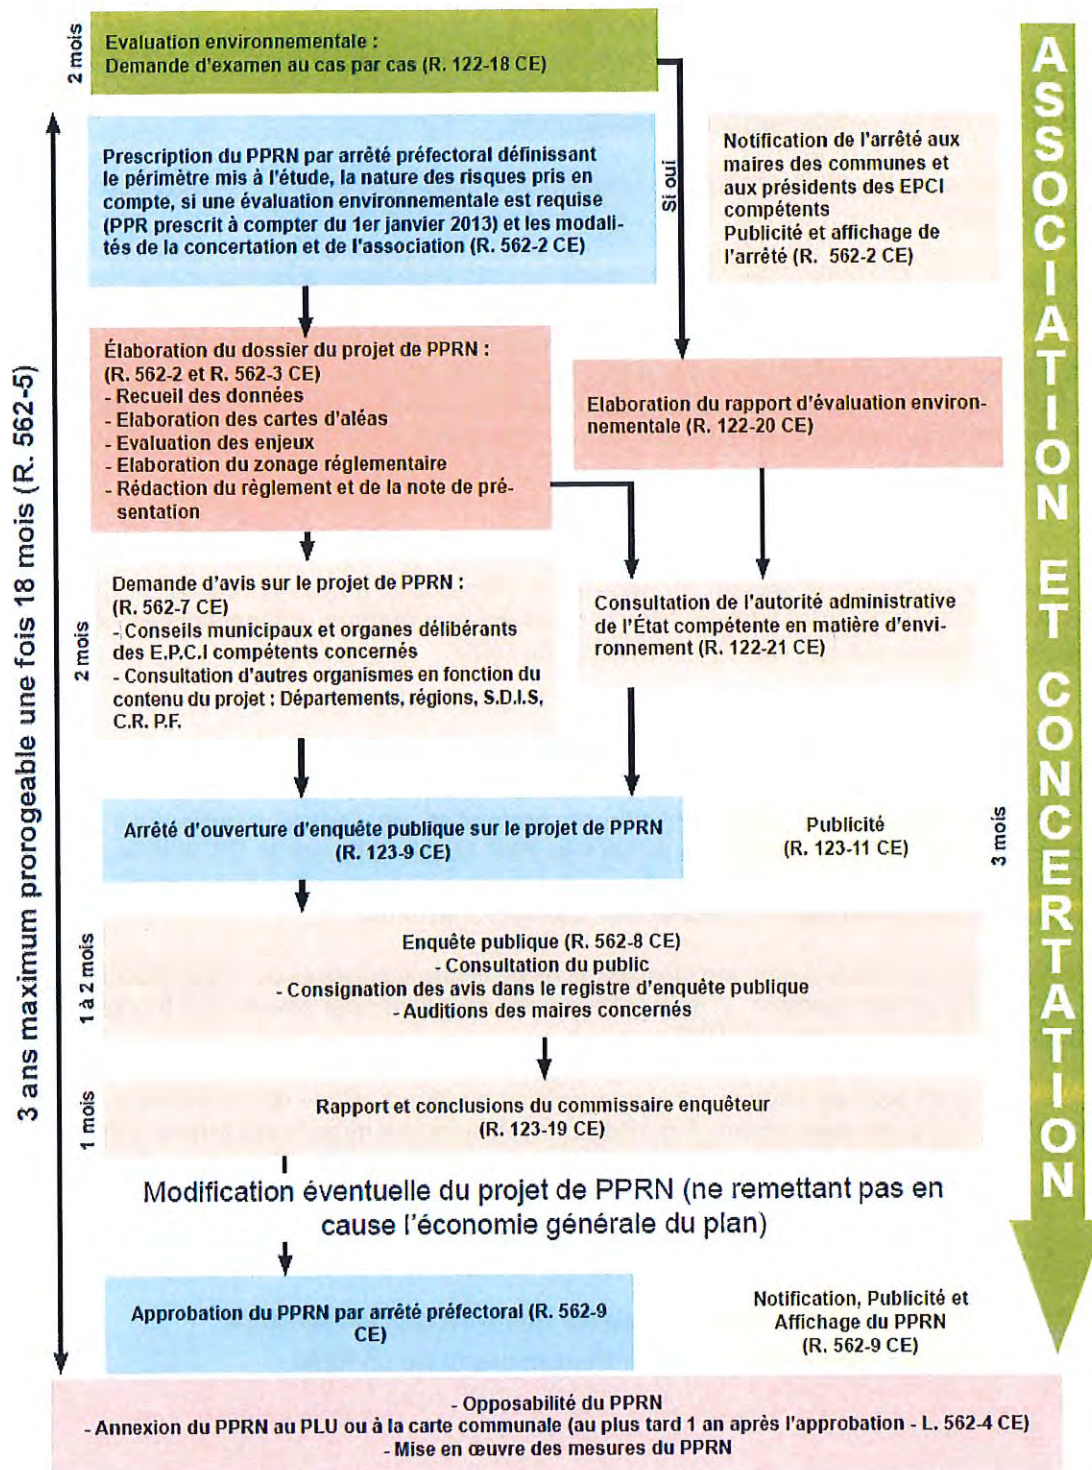 2 mois
Evaluation environnementale :
Demande d'examen au cas par cas (R. 122-18 CE)
Prescription du PPRN par arrêté préfectoral définissant
le périmètre mis à l'étude, la nature des risques pris en
compte, si une évaluation environnementale est requise
(PPR prescrit à compter du 1er janvier 2013) et les modali-
tés de la concertation et de l'association (R. 562-2 CE)
Si oui
Notification de l'arrêté aux
maires des communes et
aux présidents des EPCI
compétents
Publicité et affichage de
l'arrêté (R. 562-2 CE)
Élaboration du dossier du projet de PPRN :
(R. 562-2 et R. 562-3 CE)
- Recueil des données
- Elaboration des cartes d'aléas
- Evaluation des enjeux
- Elaboration du zonage réglementaire
- Rédaction du règlement et de la note de pré-
sentation
Elaboration du rapport d'évaluation environ-
nementale (R. 122-20 CE)
2 mois
Demande d'avis sur le projet de PPRN :
(R. 562-7 CE)
- Conseils municipaux et organes délibérants
des E.P.C.I compétents concernés
- Consultation d'autres organismes en fonction du
contenu du projet : Départements, régions, S.D.I.S,
C.R. P.F.
Consultation de l'autorité administrative
de l'État compétente en matière d'envi-
ronnement (R. 122-21 CE)
Arrêté d'ouverture d'enquête publique sur le projet de PPRN
(R. 123-9 CE)
Publicité
(R. 123-11 CE)
3 mois
1 à 2 mois
Enquête publique (R. 562-8 CE)
- Consultation du public
- Consignation des avis dans le registre d'enquête publique
- Auditions des maires concernés
1 mois
Rapport et conclusions du commissaire enquêteur
(R. 123-19 CE)
Modification éventuelle du projet de PPRN (ne remettant pas en
cause l'économie générale du plan)
Approbation du PPRN par arrêté préfectoral (R. 562-9
CE)
Notification, Publicité et
Affichage du PPRN
(R. 562-9 CE)
- Opposabilité du PPRN
- Annexion du PPRN au PLU ou à la carte communale (au plus tard 1 an après l'approbation - L. 562-4 CE)
- Mise en œuvre des mesures du PPRN
3 ans maximum prorogeable une fois 18 mois (R. 562-5)
ASSOCIATION ET CONCERTATION